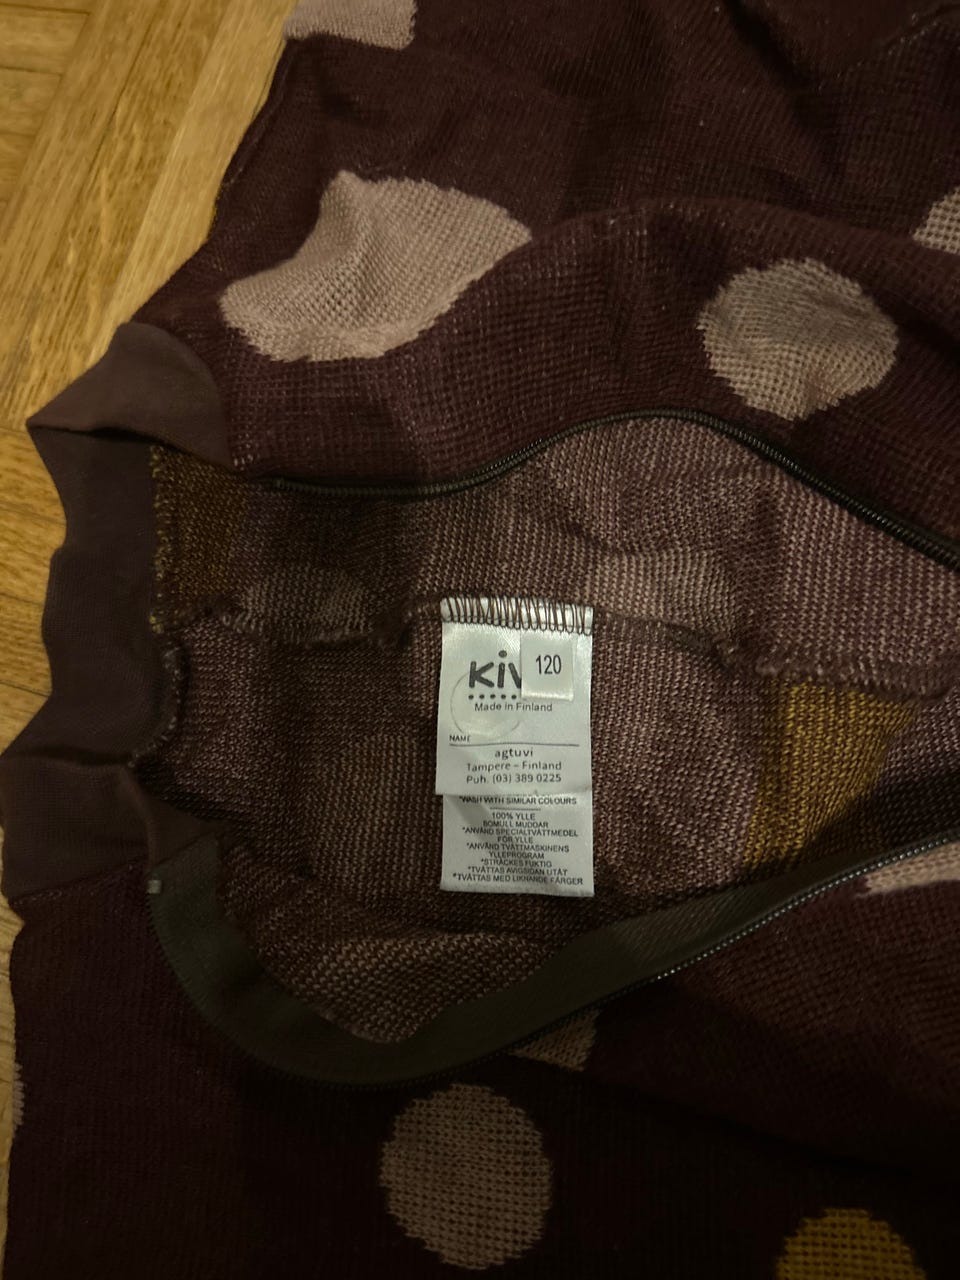 kiv
120
Made in Finland
NAME
agtuvi
Tampere – Finland
Puh. (03) 389 0225
*WASH WITH SIMILAR COLOURS
100% YLLE
BOMULL MUDDAR
*ANVÄND SPECIALTVÄTTMEDEL
FÖR YLLE
*ANVÄND TVÄTTMASKINENS
YLLEPROGRAM
*STRÄCKES FUKTIG
*TVÄTTAS AVIGSIDAN UTÅT
*TVÄTTAS MED LIKNANDE FÄRGER